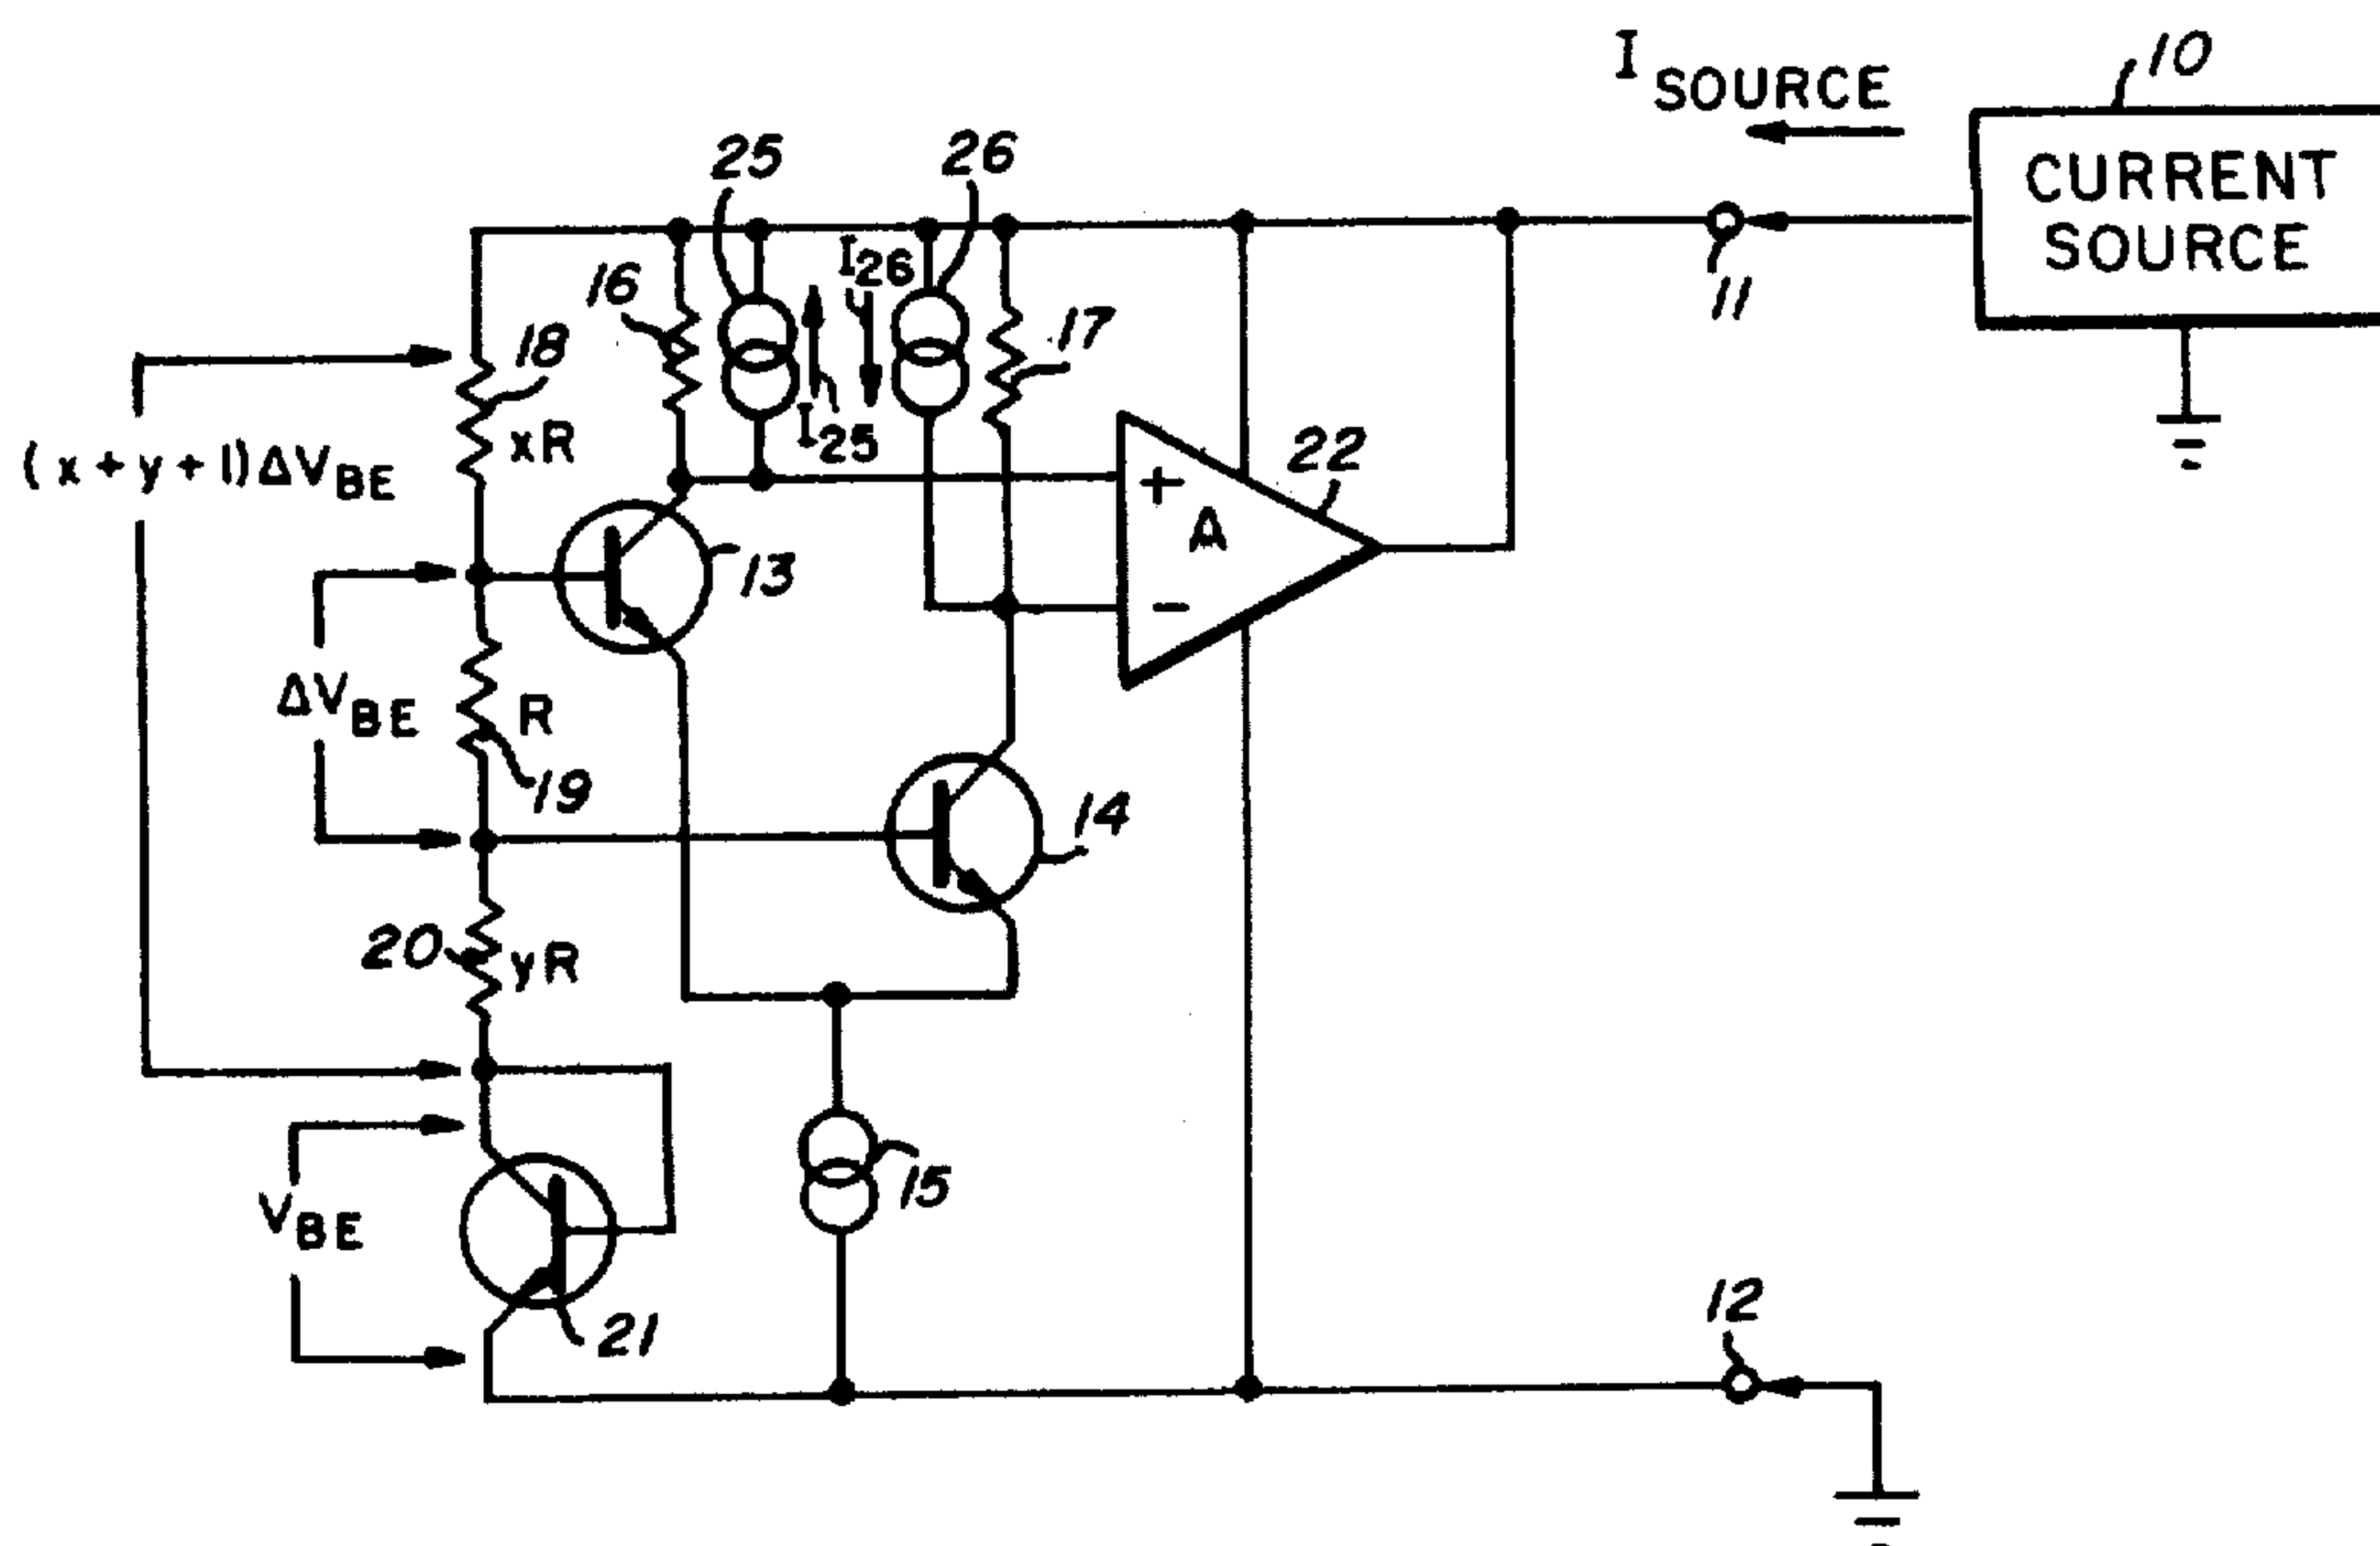 I SOURCE
10
CURRENT
SOURCE
25
26
I26
16
17
11
18
xR
I25
22
(x+y+1)ΔVBE
+
A
13
-
ΔVBE
R
19
14
20
yR
15
VBE
21
12